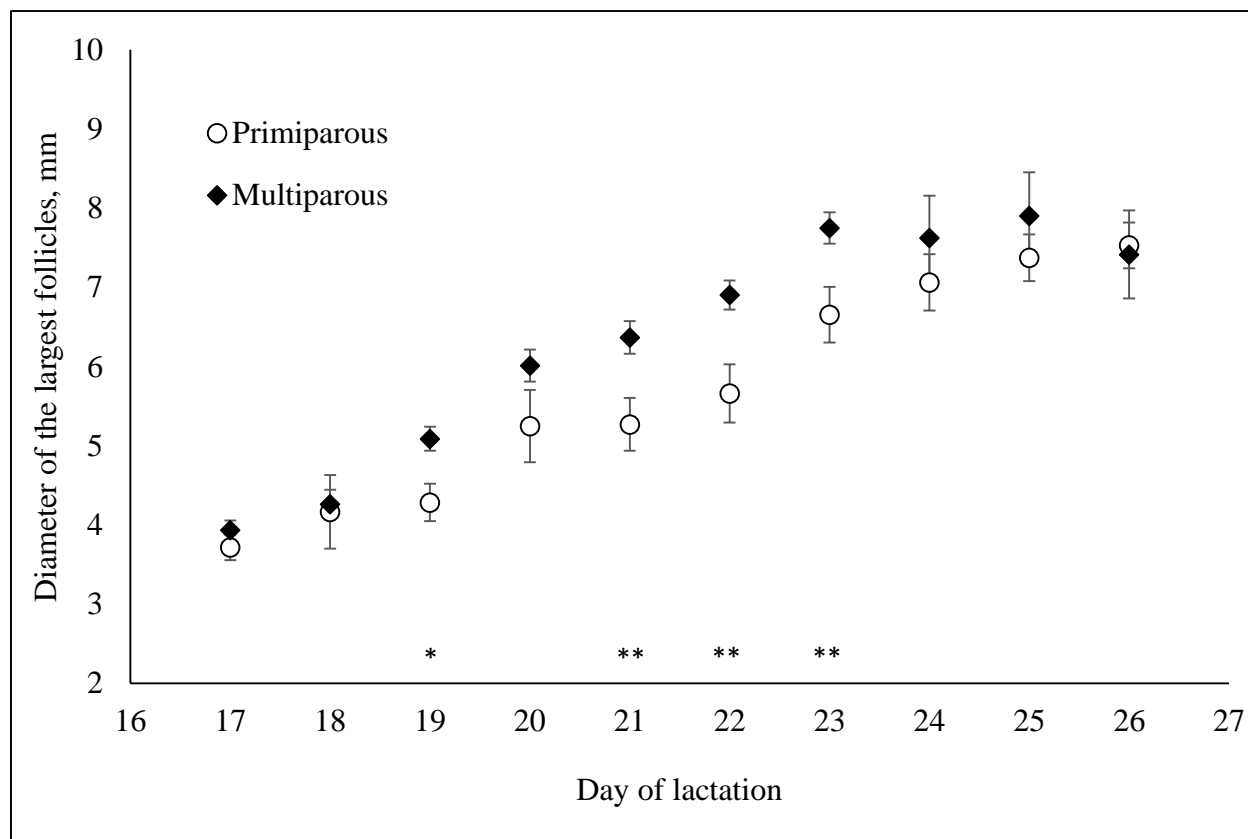 10
9
8
7
6
5
4
3
2
Diameter of the largest follicles, mm
Primiparous
Multiparous
* ** ** **
16 17 18 19 20 21 22 23 24 25 26 27
Day of lactation